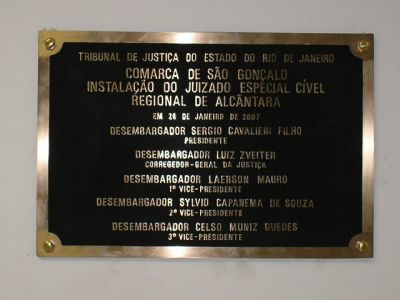 TRIBUNAL DE JUSTIÇA DO ESTADO DO RIO DE JANEIRO
COMARCA DE SÃO GONÇALO
INSTALAÇÃO DO JUIZADO ESPECIAL CÍVEL
REGIONAL DE ALCÂNTARA
EM 26 DE JANEIRO DE 2007
DESEMBARGADOR SERGIO CAVALIERI FILHO
PRESIDENTE
DESEMBARGADOR LUIZ ZVEITER
CORREGEDOR-GERAL DA JUSTIÇA
DESEMBARGADOR LAERSON MAURO
1º VICE-PRESIDENTE
DESEMBARGADOR SYLVIO CAPANEMA DE SOUZA
2º VICE-PRESIDENTE
DESEMBARGADOR CELSO MUNIZ GUEDES
3º VICE-PRESIDENTE